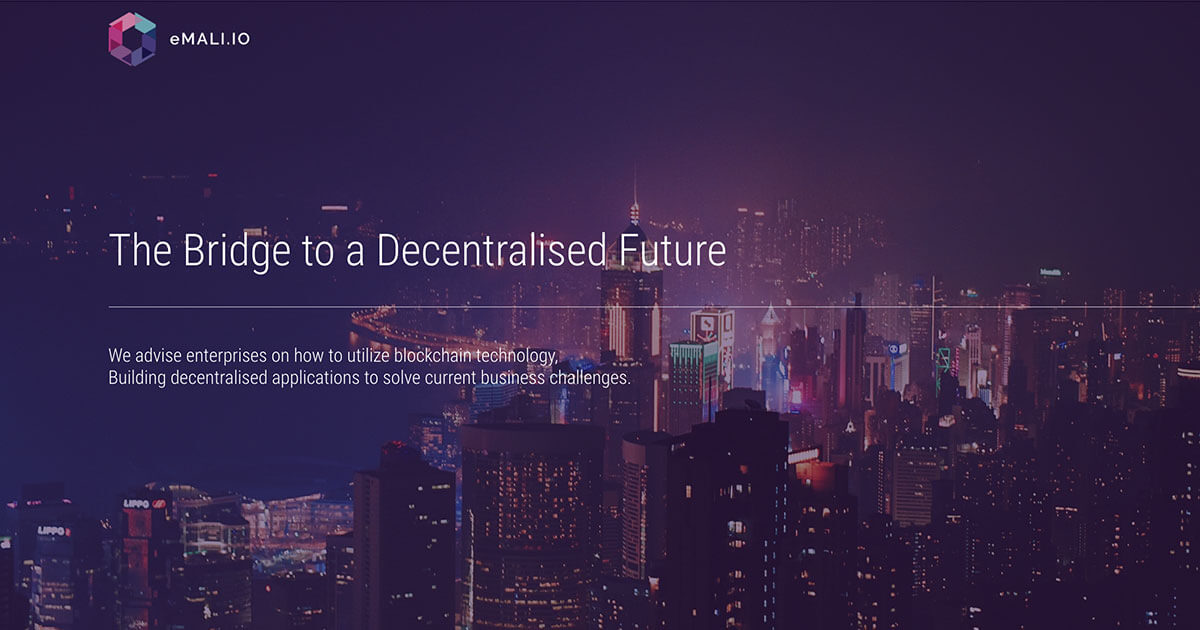 eMALI.IO
The Bridge to a Decentralised Future
We advise enterprises on how to utilize blockchain technology,
Building decentralised applications to solve current business challenges.
LIPPO
LIPPO